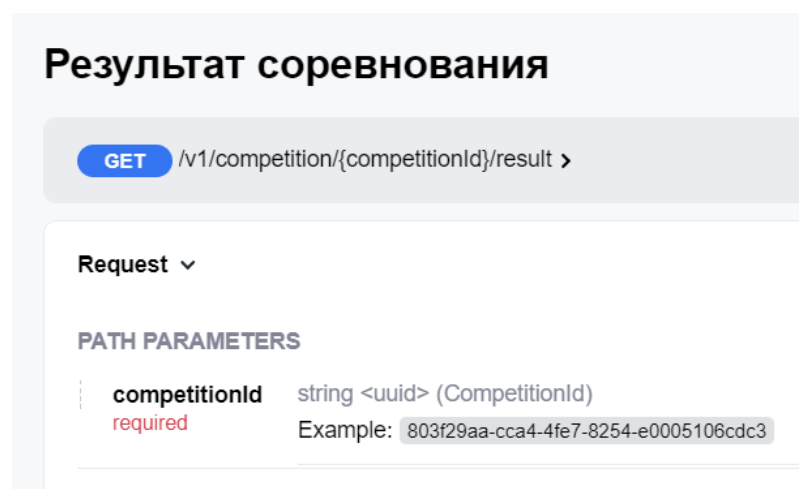 Результат соревнования
GET /v1/competition/{competitionId}/result
Request
PATH PARAMETERS
competitionId string <uuid> (CompetitionId)
required
Example: 803f29aa-cca4-4fe7-8254-e0005106cdc3